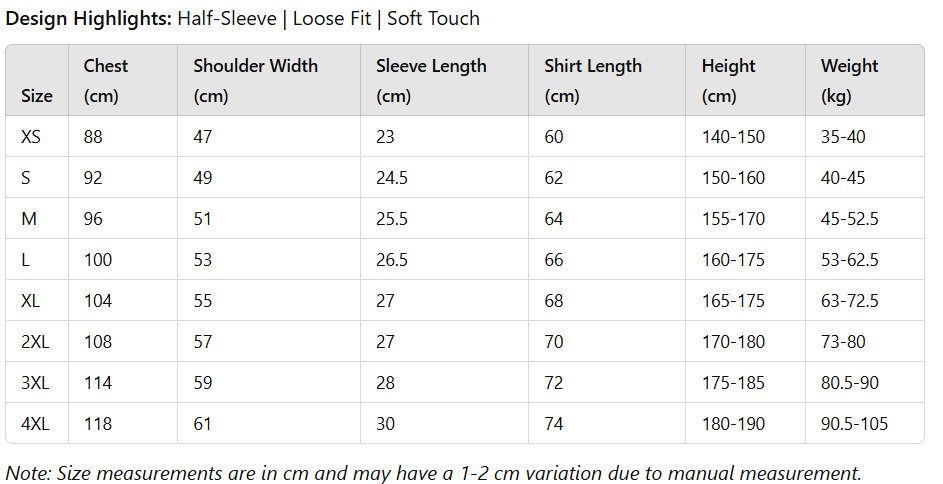 Design Highlights: Half-Sleeve | Loose Fit | Soft Touch
Size Chest (cm) Shoulder Width (cm) Sleeve Length (cm) Shirt Length (cm) Height (cm) Weight (kg)
XS 88 47 23 60 140-150 35-40
S 92 49 24.5 62 150-160 40-45
M 96 51 25.5 64 155-170 45-52.5
L 100 53 26.5 66 160-175 53-62.5
XL 104 55 27 68 165-175 63-72.5
2XL 108 57 27 70 170-180 73-80
3XL 114 59 28 72 175-185 80.5-90
4XL 118 61 30 74 180-190 90.5-105
Note: Size measurements are in cm and may have a 1-2 cm variation due to manual measurement.